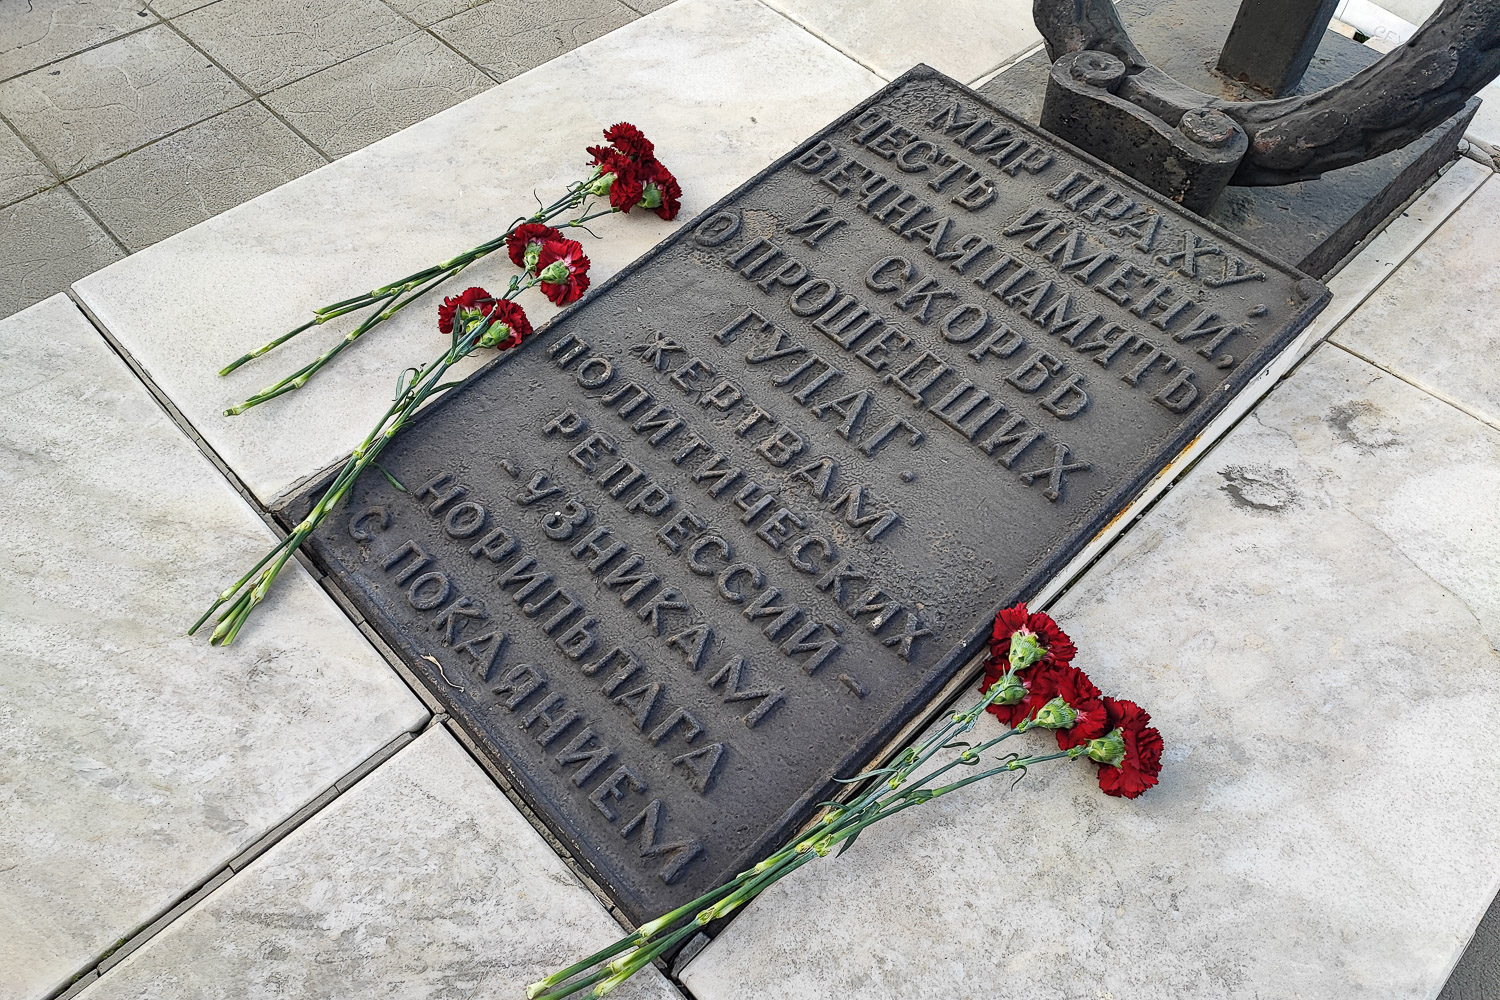 МИР ПРАХУ,
ЧЕСТЬ ИМЕНИ,
ВЕЧНАЯ ПАМЯТЬ
И СКОРБЬ
О ПРОШЕДШИХ
ГУЛАГ.
ЖЕРТВАМ
ПОЛИТИЧЕСКИХ
РЕПРЕССИЙ -
- УЗНИКАМ
НОРИЛЬЛАГА
С ПОКАЯНИЕМ